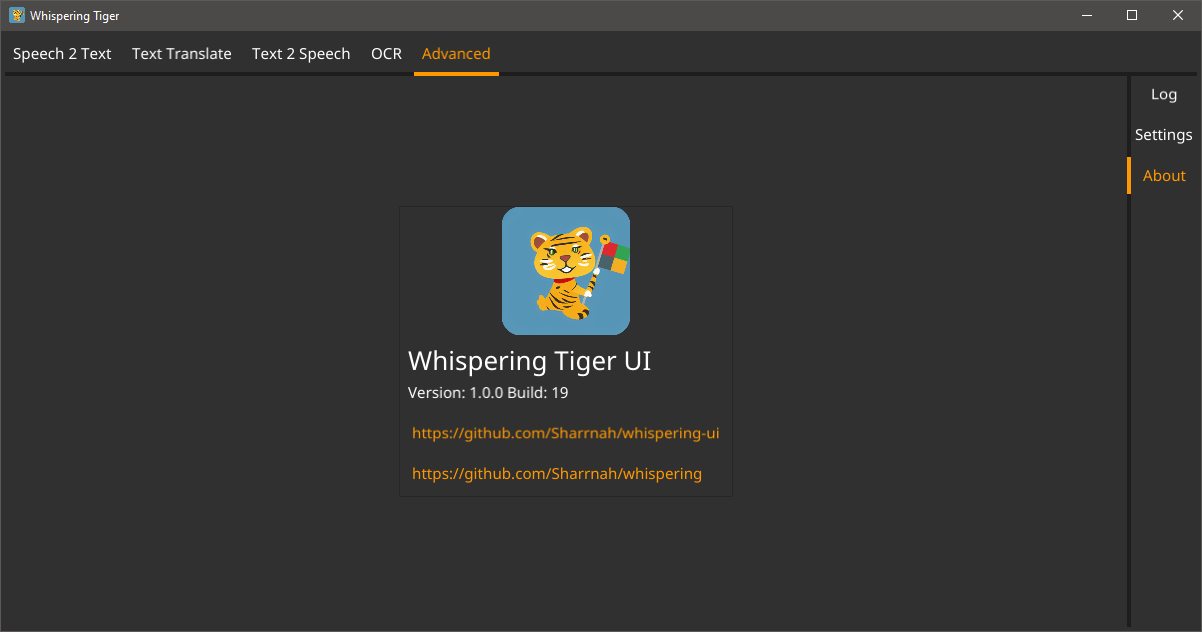 Whispering Tiger
Speech 2 Text Text Translate Text 2 Speech OCR Advanced
Log
Settings
About
Whispering Tiger UI
Version: 1.0.0 Build: 19
https://github.com/Sharrnah/whispering-ui
https://github.com/Sharrnah/whispering